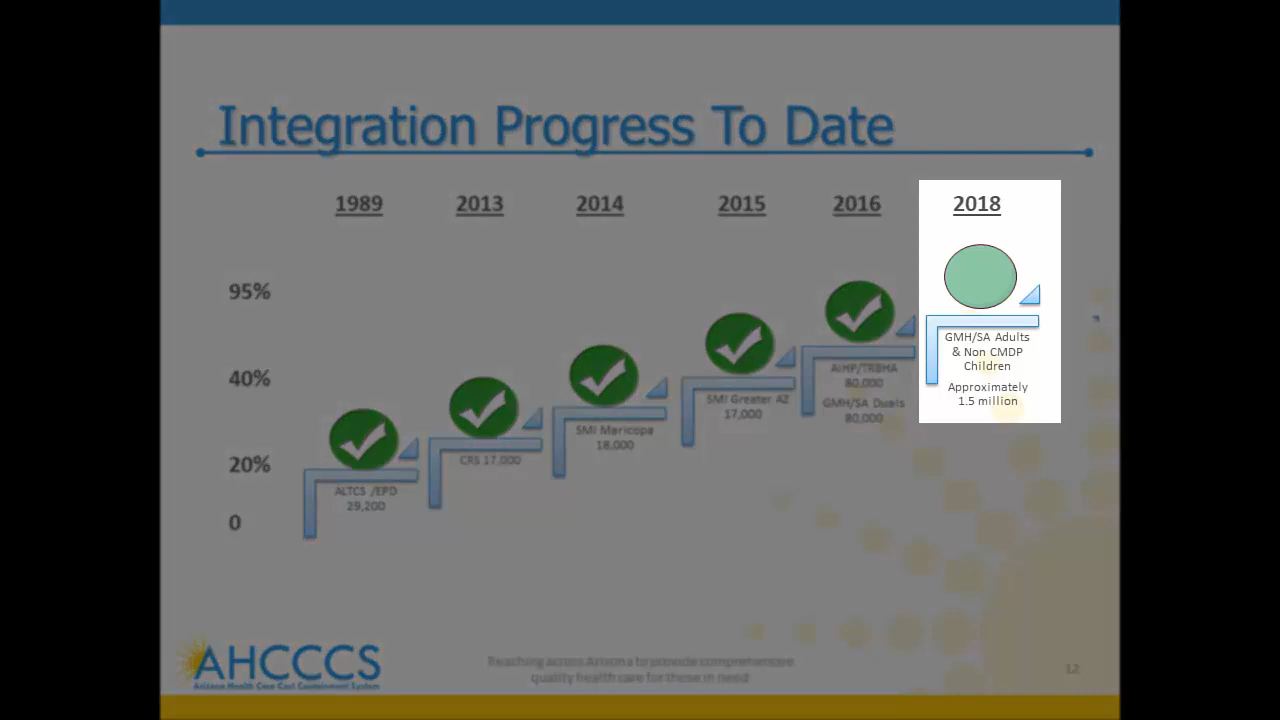 Integration Progress To Date
1989
2013
2014
2015
2016
2018
95%
40%
20%
0
ALTCS /EPD
29,200
CRS 17,000
SMI Maricopa
18,000
SMI Greater AZ
17,000
AIHP/TRBHA
80,000
GMH/SA Duals
80,000
GMH/SA Adults
& Non CMDP
Children
Approximately
1.5 million
AHCCCS
Arizona Health Care Cost Containment System
Reaching across Arizona to provide comprehensive
quality health care for those in need
12